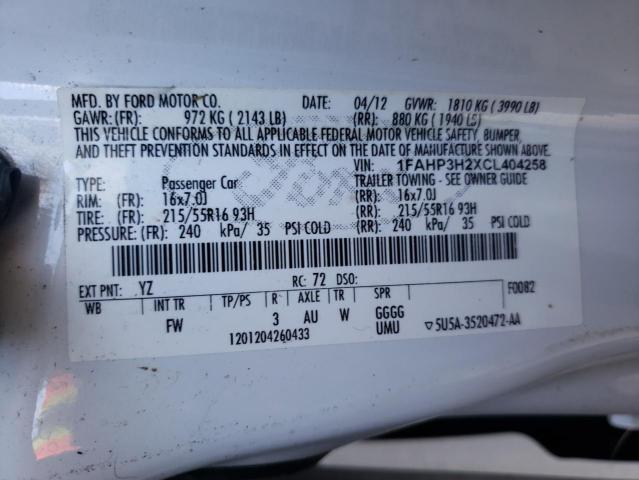 MFD. BY FORD MOTOR CO. DATE: 04/12 GVWR: 1810 KG ( 3990 LB)
GAWR: (FR): 972 KG ( 2143 LB) (RR): 880 KG ( 1940 LB)
THIS VEHICLE CONFORMS TO ALL APPLICABLE FEDERAL MOTOR VEHICLE SAFETY, BUMPER,
AND THEFT PREVENTION STANDARDS IN EFFECT ON THE DATE OF MANUFACTURE SHOWN ABOVE.
VIN: 1FAHP3H2XCL404258
TYPE: Passenger Car TRAILER TOWING - SEE OWNER GUIDE
RIM: (FR): 16x7.0J (RR): 16x7.0J
TIRE: (FR): 215/55R16 93H (RR): 215/55R16 93H
PRESSURE: (FR): 240 kPa/ 35 PSI COLD (RR): 240 kPa/ 35 PSI COLD
EXT PNT: YZ RC: 72 DSO: F0082
WB INT TR TP/PS R AXLE TR SPR
FW 3 AU W GGGG
UMU
1201204260433 ▽5U5A-3520472-AA